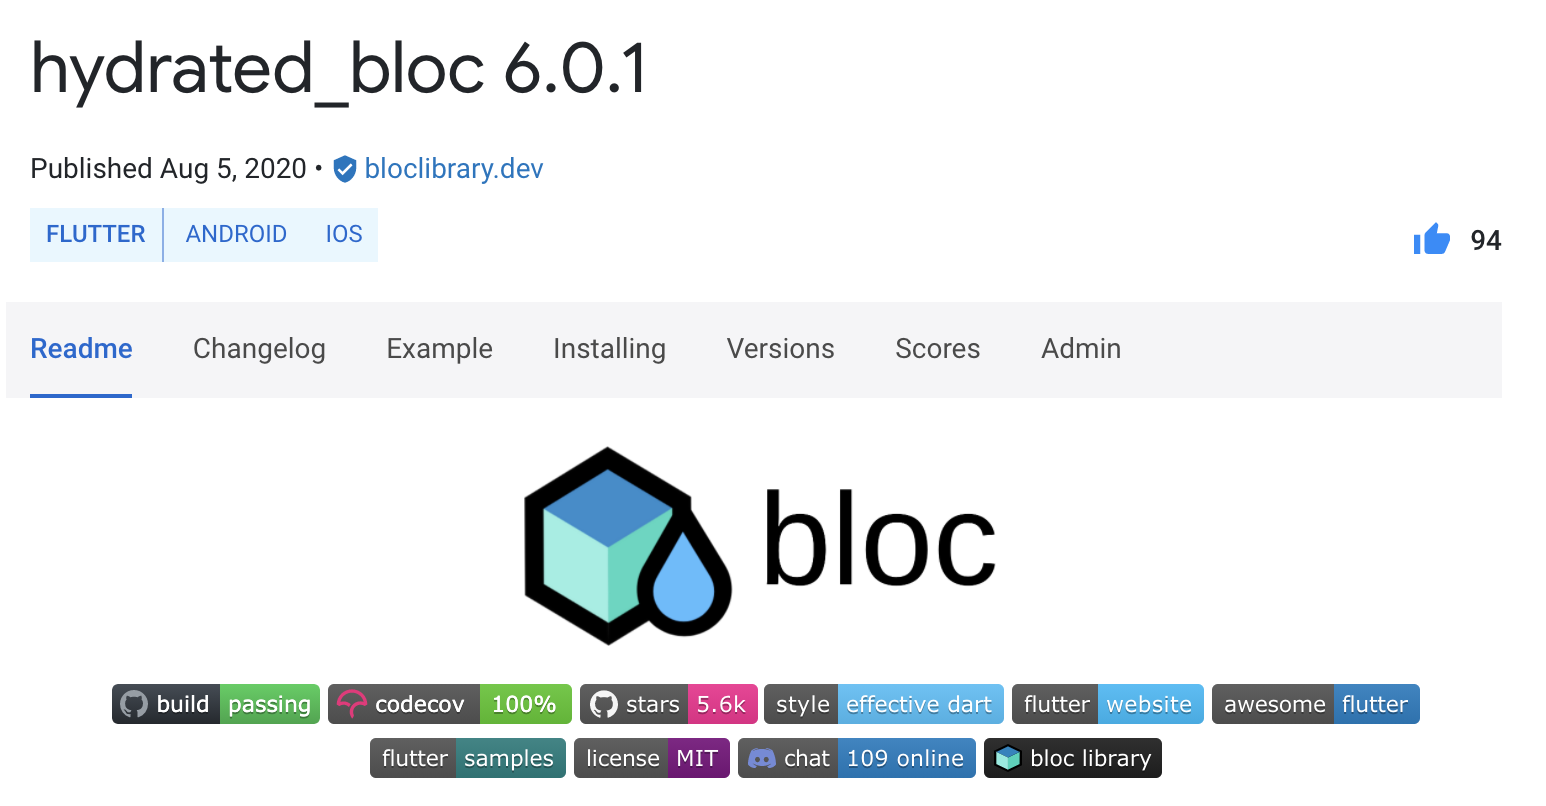 hydrated_bloc 6.0.1
Published Aug 5, 2020 • bloclibrary.dev
FLUTTER ANDROID IOS
94
Readme Changelog Example Installing Versions Scores Admin
bloc
build passing codecov 100% stars 5.6k style effective dart flutter website awesome flutter
flutter samples license MIT chat 109 online bloc library